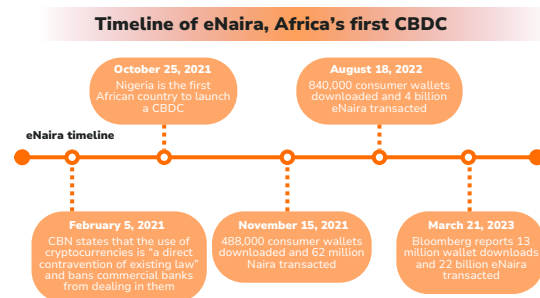 Timeline of eNaira, Africa's first CBDC
October 25, 2021
Nigeria is the first
African country to launch
a CBDC
August 18, 2022
840,000 consumer wallets
downloaded and 4 billion
eNaira transacted
eNaira timeline
February 5, 2021
CBN states that the use of
cryptocurrencies is "a direct
contravention of existing law"
and bans commercial banks
from dealing in them
November 15, 2021
488,000 consumer wallets
downloaded and 62 million
Naira transacted
March 21, 2023
Bloomberg reports 13
million wallet downloads
and 22 billion eNaira
transacted